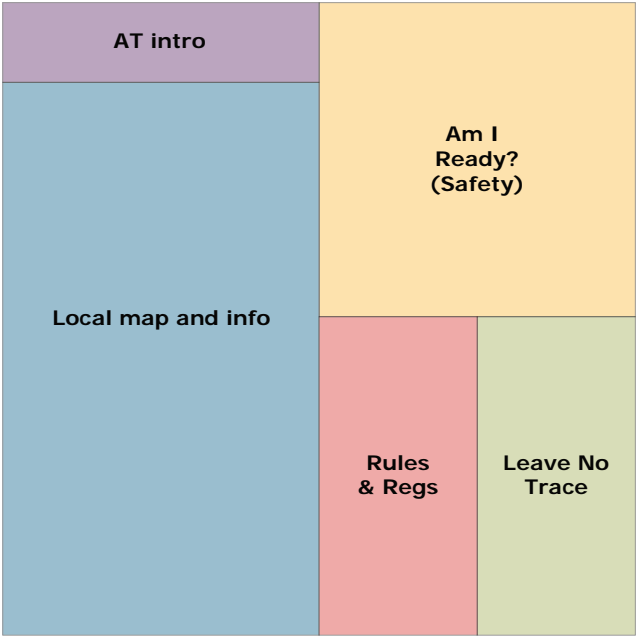 AT intro
Local map and info
Am I
Ready?
(Safety)
Rules
& Regs
Leave No
Trace